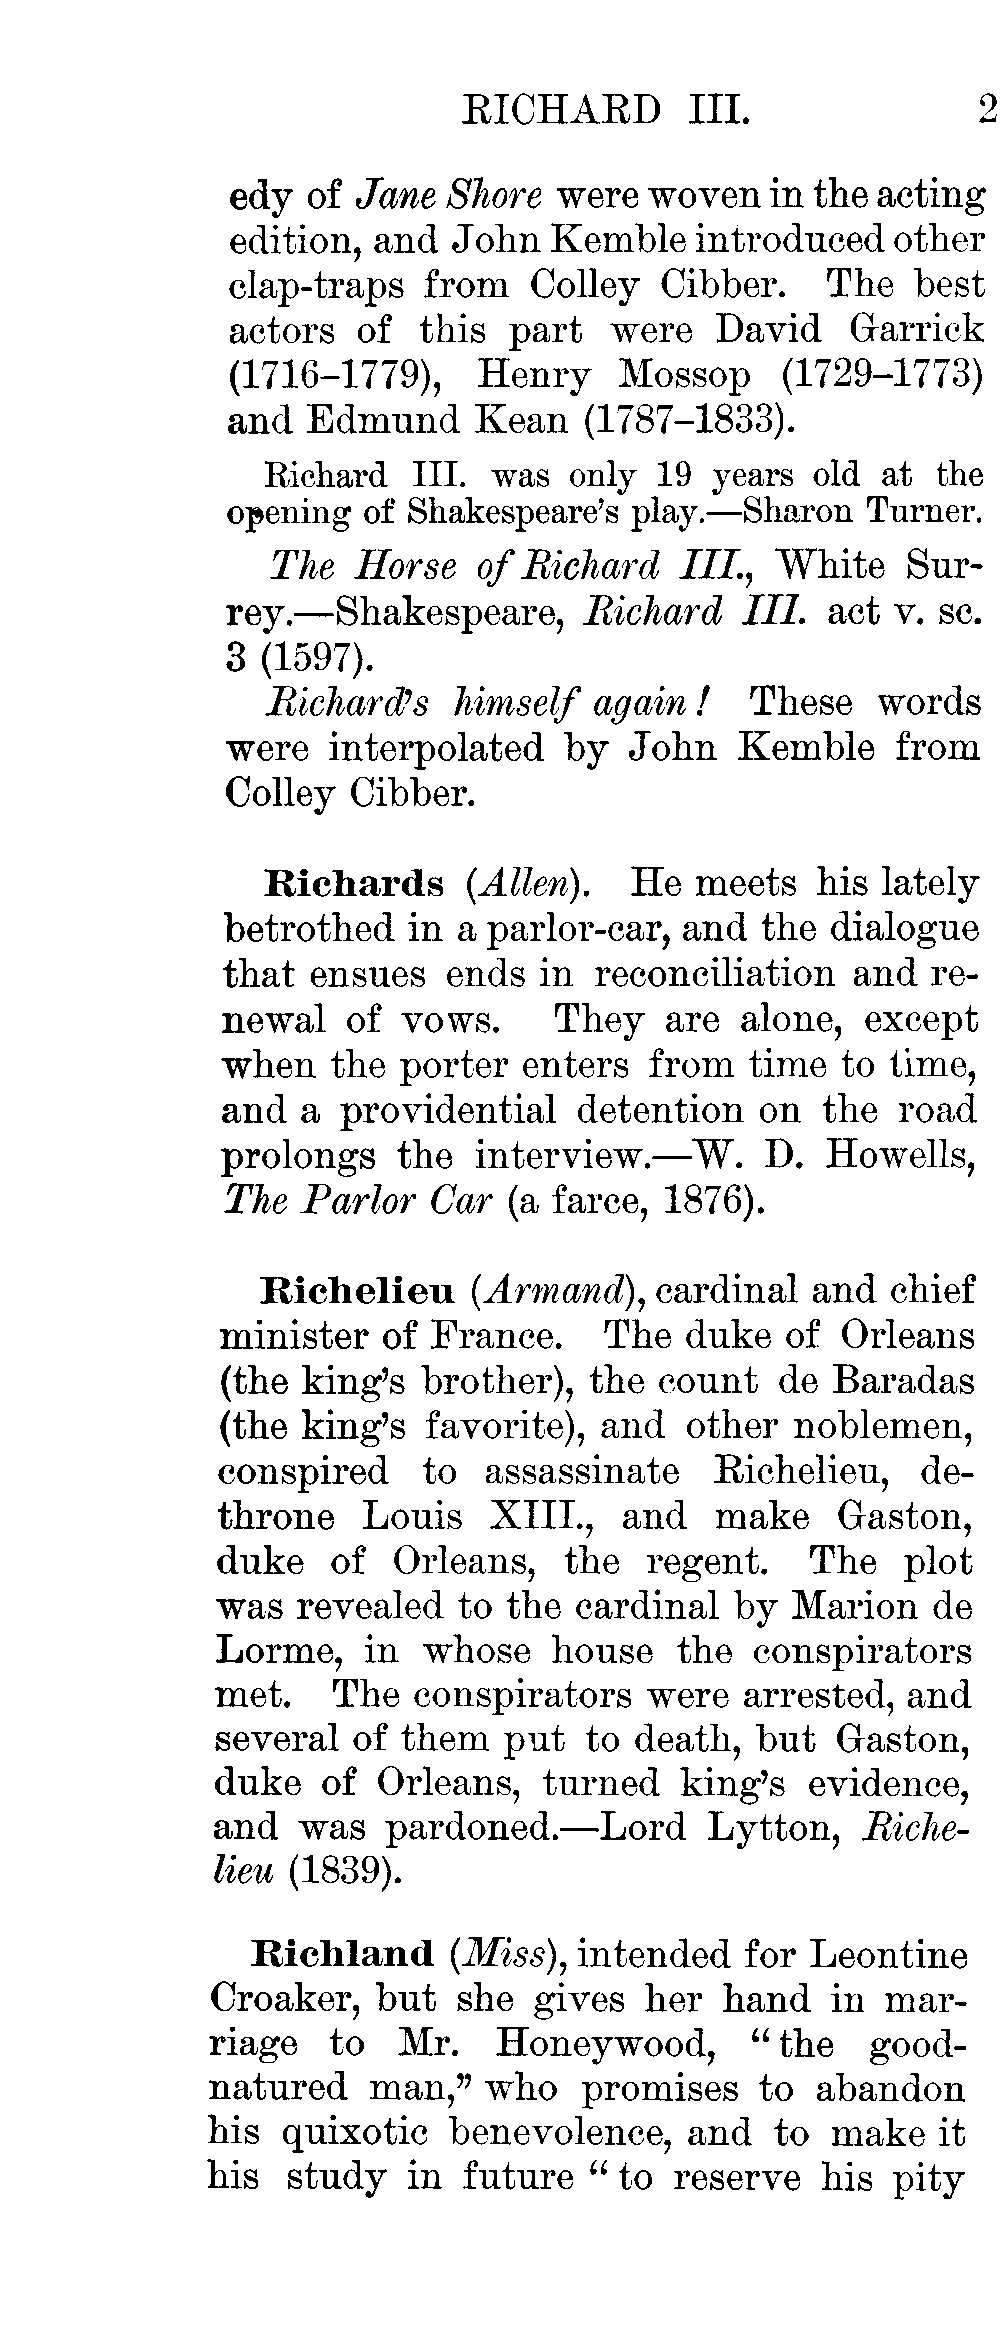 RICHARD III. 2
edy of Jane Shore were woven in the acting
edition, and John Kemble introduced other
clap-traps from Colley Cibber. The best
actors of this part were David Garrick
(1716–1779), Henry Mossop (1729–1773)
and Edmund Kean (1787–1833).
Richard III. was only 19 years old at the
opening of Shakespeare's play.—Sharon Turner.
The Horse of Richard III., White Sur-
rey.—Shakespeare, Richard III. act v. sc.
3 (1597).
Richard's himself again! These words
were interpolated by John Kemble from
Colley Cibber.
Richards (Allen). He meets his lately
betrothed in a parlor-car, and the dialogue
that ensues ends in reconciliation and re-
newal of vows. They are alone, except
when the porter enters from time to time,
and a providential detention on the road
prolongs the interview.—W. D. Howells,
The Parlor Car (a farce, 1876).
Richelieu (Armand), cardinal and chief
minister of France. The duke of Orleans
(the king's brother), the count de Baradas
(the king's favorite), and other noblemen,
conspired to assassinate Richelieu, de-
throne Louis XIII., and make Gaston,
duke of Orleans, the regent. The plot
was revealed to the cardinal by Marion de
Lorme, in whose house the conspirators
met. The conspirators were arrested, and
several of them put to death, but Gaston,
duke of Orleans, turned king's evidence,
and was pardoned.—Lord Lytton, Riche-
lieu (1839).
Richland (Miss), intended for Leontine
Croaker, but she gives her hand in mar-
riage to Mr. Honeywood, "the good-
natured man," who promises to abandon
his quixotic benevolence, and to make it
his study in future "to reserve his pity